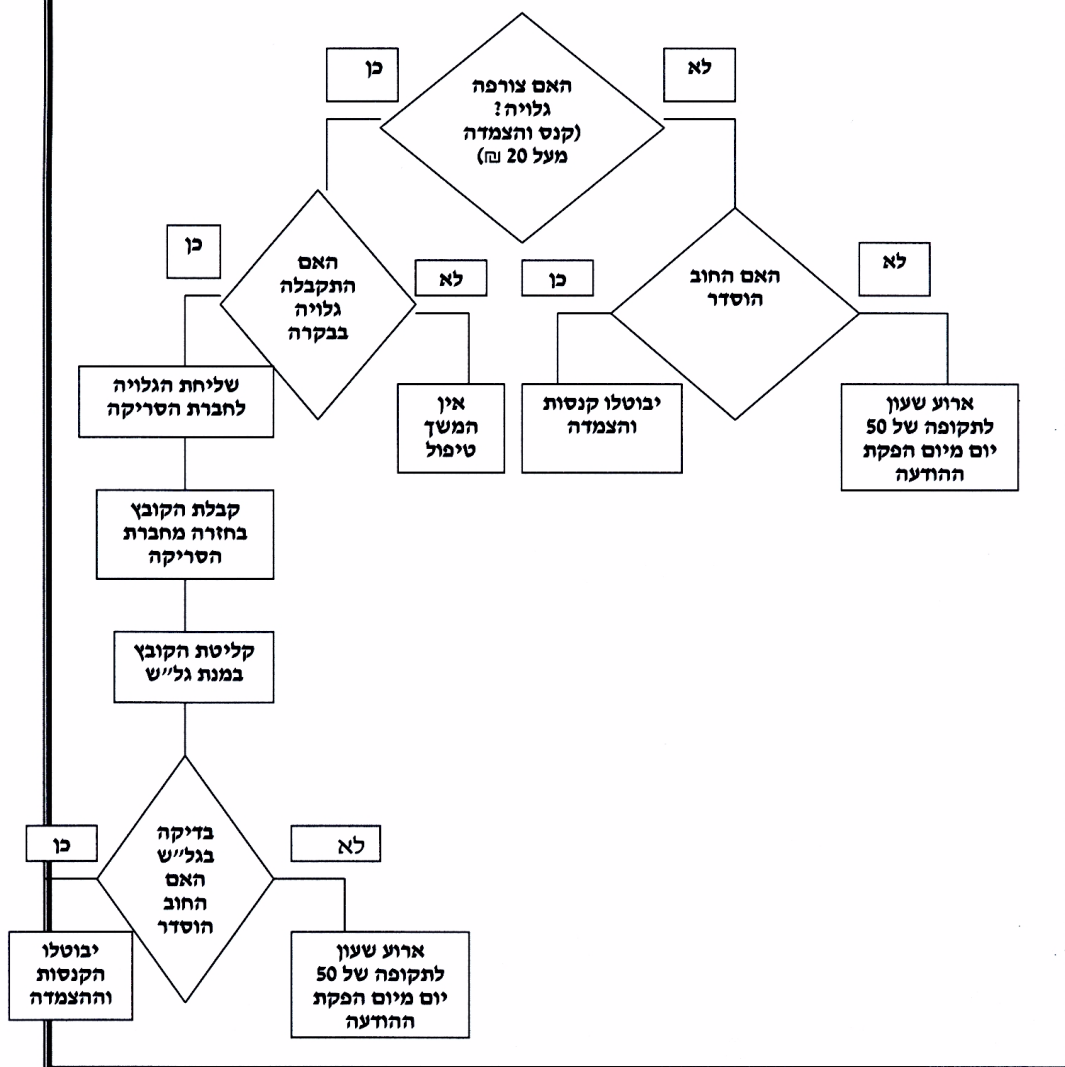 האם צורפה
גלויה?
(קנס והצמדה
מעל 20 ₪)
לא
כן
האם החוב
הוסדר
לא
כן
ארוע שעון
לתקופה של 50
יום מיום הפקת
ההודעה
יבוטלו קנסות
והצמדה
האם
התקבלה
גלויה
בבקרה
לא
כן
אין
המשך
טיפול
שליחת הגלויה
לחברת הסריקה
קבלת הקובץ
בחזרה מחברת
הסריקה
קליטת הקובץ
במנת גל״ש
בדיקה
בגל״ש
האם
החוב
הוסדר
לא
כן
ארוע שעון
לתקופה של 50
יום מיום הפקת
ההודעה
יבוטלו
הקנסות
וההצמדה